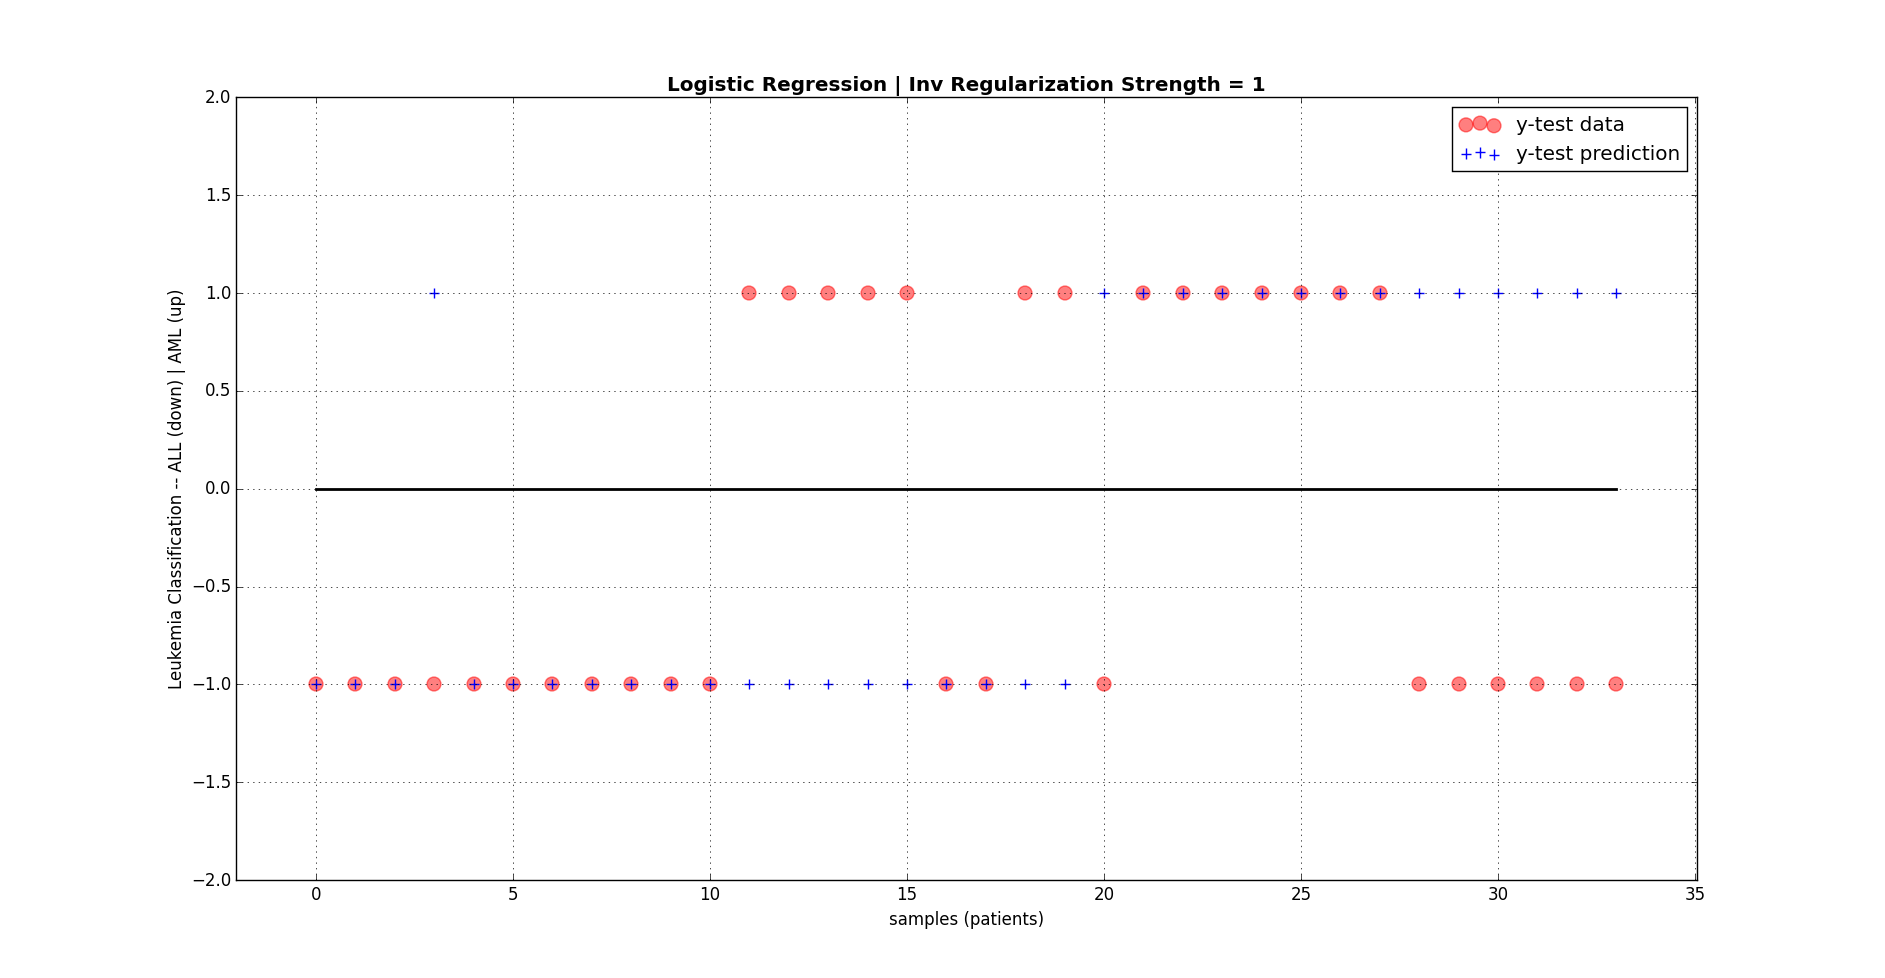 Logistic Regression | Inv Regularization Strength = 1
y-test data
y-test prediction
Leukemia Classification -- ALL (down) | AML (up)
2.0
1.5
1.0
0.5
0.0
−0.5
−1.0
−1.5
−2.0
0 5 10 15 20 25 30 35
samples (patients)